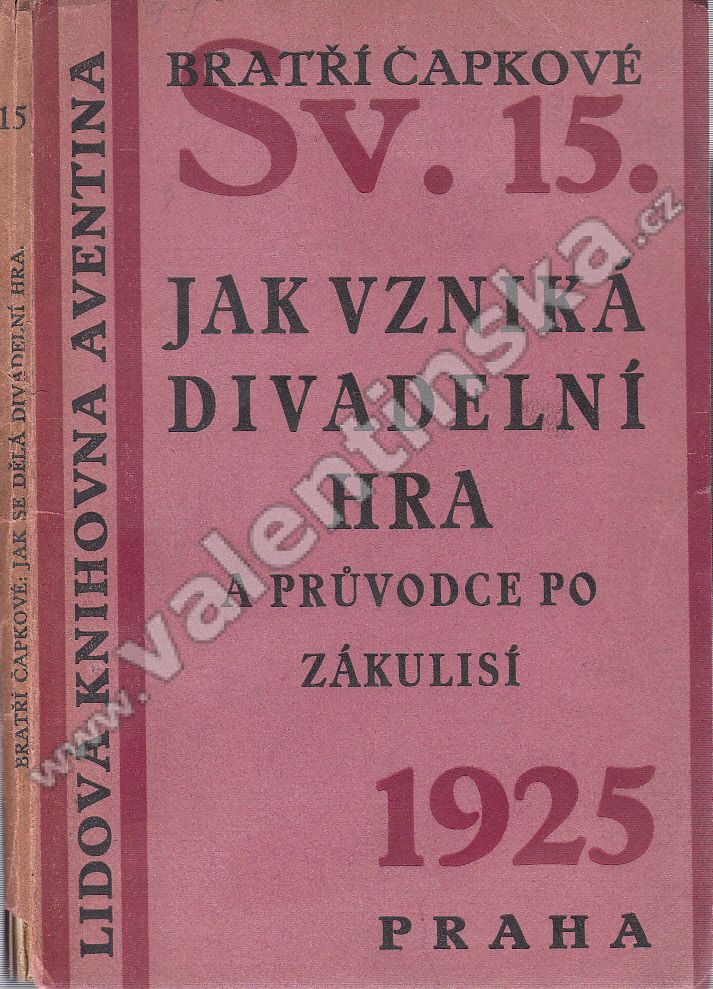 15
BRATŘÍ ČAPKOVÉ: JAK SE DĚLÁ DIVADELNÍ HRA.
LIDOVÁ KNIHOVNA AVENTINA
BRATŘÍ ČAPKOVÉ
Sv. 15.
JAK VZNIKÁ
DIVADELNÍ
HRA
A PRŮVODCE PO
ZÁKULISÍ
1925
PRAHA
www.valentinska.cz